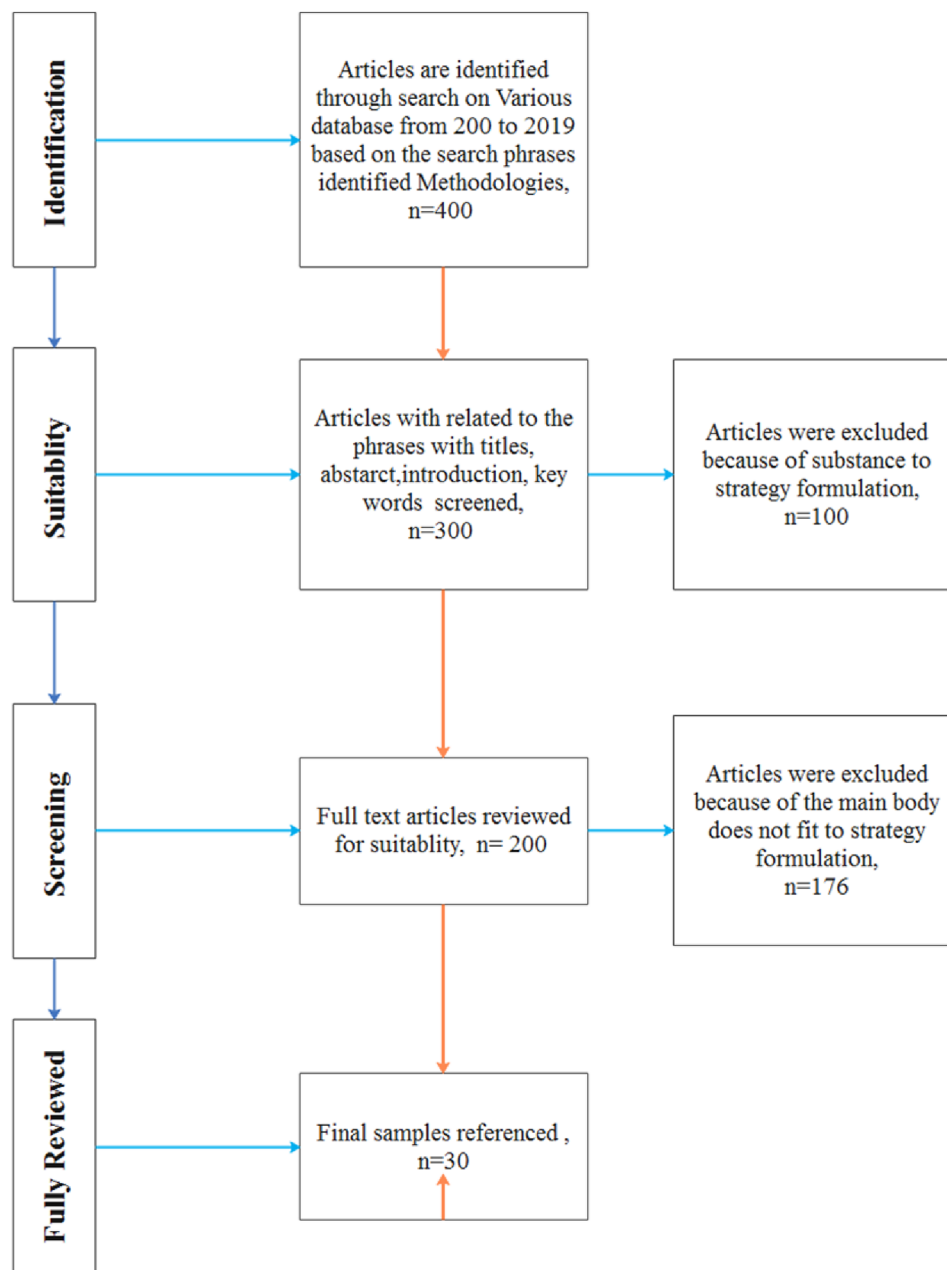 Identification
Articles are identified
through search on Various
database from 200 to 2019
based on the search phrases
identified Methodologies,
n=400
Suitablity
Articles with related to the
phrases with titles,
abstarct,introduction, key
words screened,
n=300
Articles were excluded
because of substance to
strategy formulation,
n=100
Screening
Full text articles reviewed
for suitablity, n= 200
Articles were excluded
because of the main body
does not fit to strategy
formulation,
n=176
Fully Reviewed
Final samples referenced ,
n=30